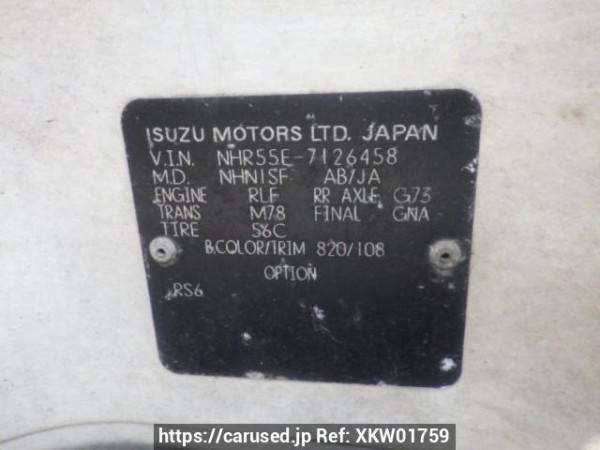 ISUZU MOTORS LTD. JAPAN
V.I.N. NHR55E-7126458
M.D. NHN1SF AB/JA
ENGINE RLF RR AXLE G73
TRANS M78 FINAL GNA
TIRE 56C
B.COLOR/TRIM 820/108
OPTION
RS6
https://carused.jp Ref: XKW01759